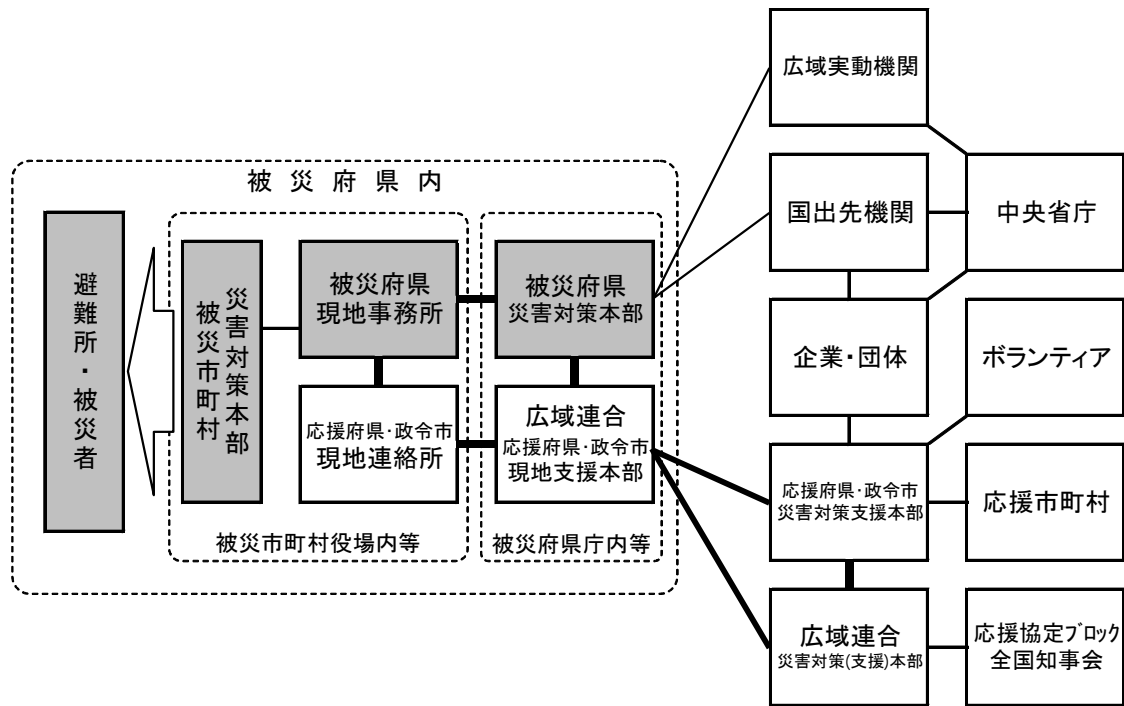 広域実動機関
被災府県内
国出先機関
中央省庁
避難所・被災者
被災市町村
災害対策本部
被災府県
現地事務所
被災府県
災害対策本部
企業・団体
ボランティア
応援府県・政令市
現地連絡所
広域連合
応援府県・政令市
現地支援本部
応援府県・政令市
災害対策支援本部
応援市町村
被災市町村役場内等
被災府県庁内等
広域連合
災害対策(支援)本部
応援協定ブロック
全国知事会